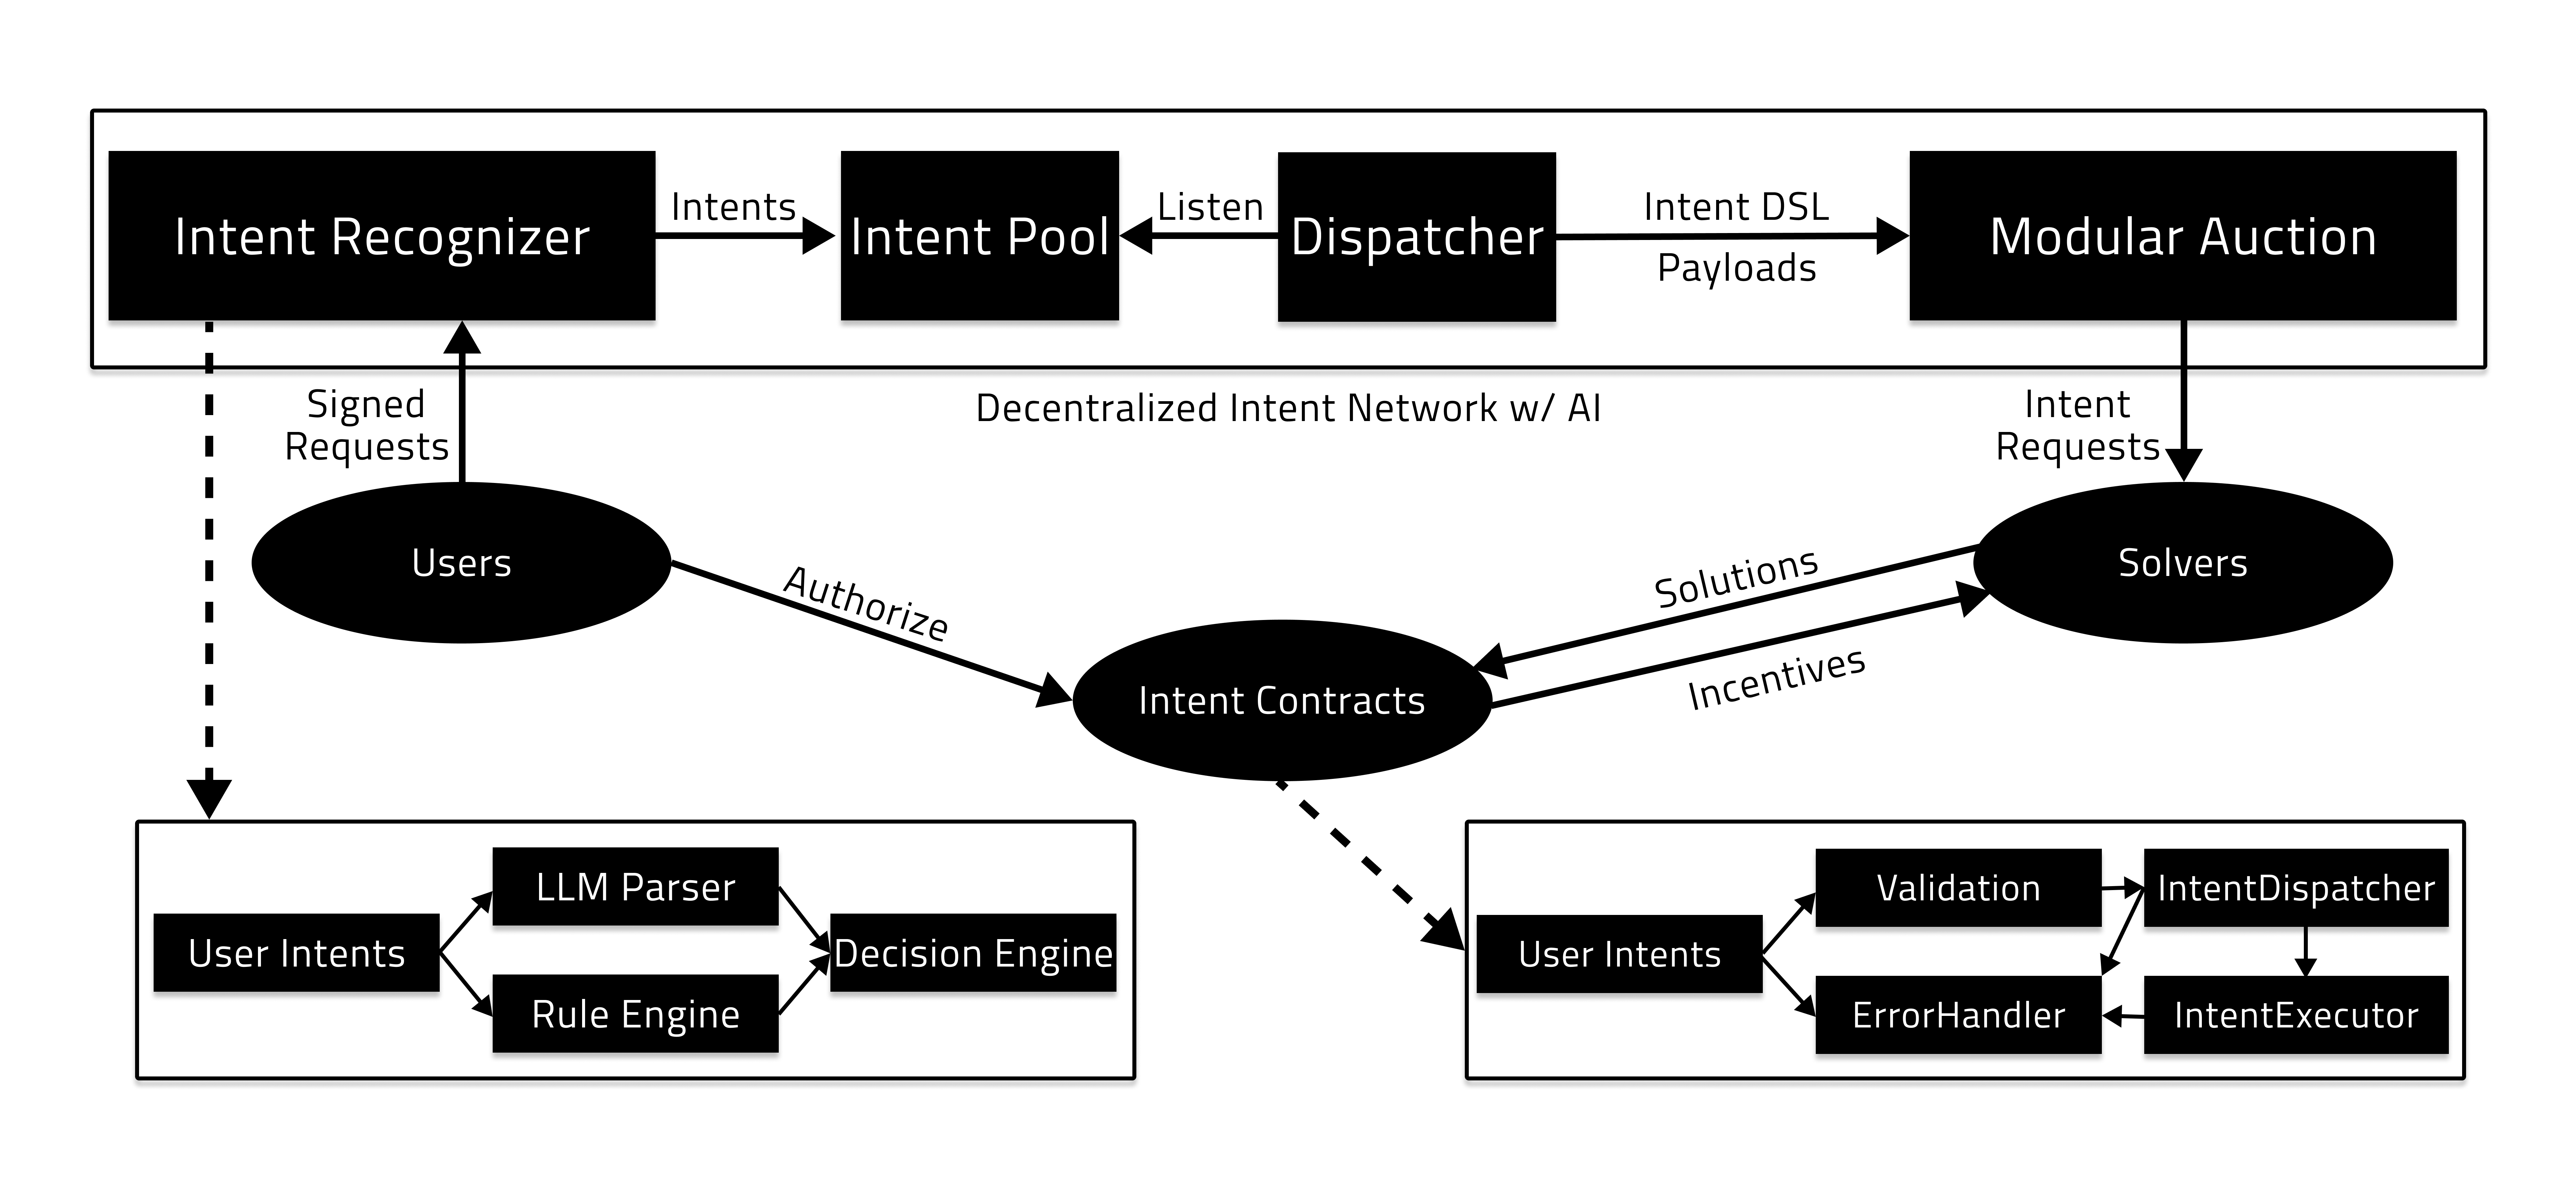 Intent Recognizer
Intents
Intent Pool
Listen
Dispatcher
Intent DSL
Payloads
Modular Auction
Signed
Requests
Decentralized Intent Network w/ AI
Intent
Requests
Users
Authorize
Solutions
Solvers
Incentives
Intent Contracts
User Intents
LLM Parser
Rule Engine
Decision Engine
User Intents
Validation
IntentDispatcher
ErrorHandler
IntentExecutor